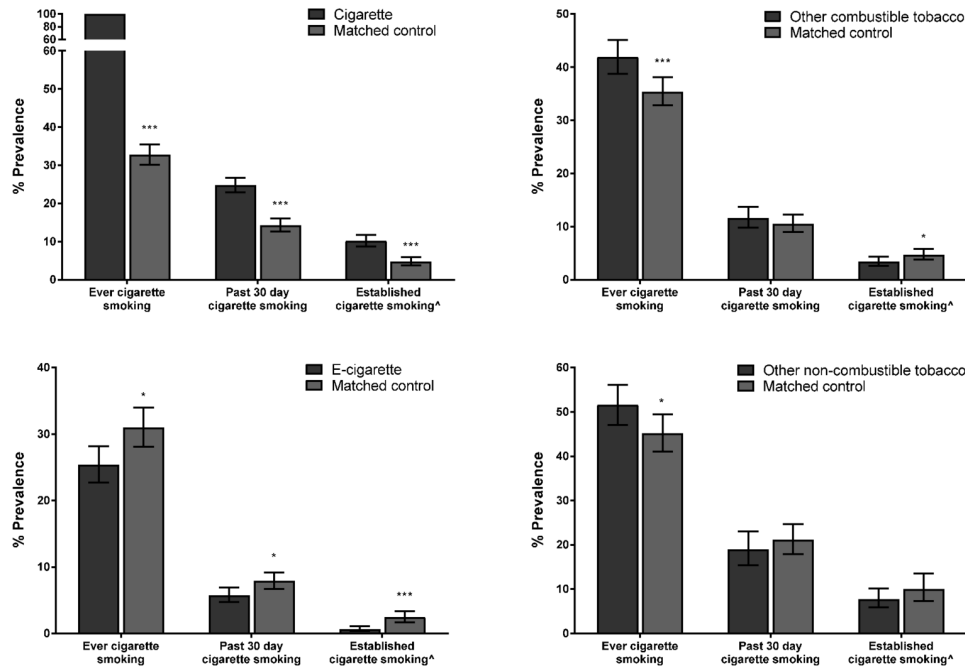 Cigarette
Matched control
% Prevalence
100
80
60
60
50
40
30
20
10
0
***
***
***
Ever cigarette
smoking
Past 30 day
cigarette smoking
Established
cigarette smoking^
Other combustible tobacco
Matched control
% Prevalence
50
40
30
20
10
0
***
*
Ever cigarette
smoking
Past 30 day
cigarette smoking
Established
cigarette smoking^
E-cigarette
Matched control
% Prevalence
40
30
20
10
0
*
*
***
Ever cigarette
smoking
Past 30 day
cigarette smoking
Established
cigarette smoking^
Other non-combustible tobacco
Matched control
% Prevalence
60
50
40
30
20
10
0
*
Ever cigarette
smoking
Past 30 day
cigarette smoking
Established
cigarette smoking^